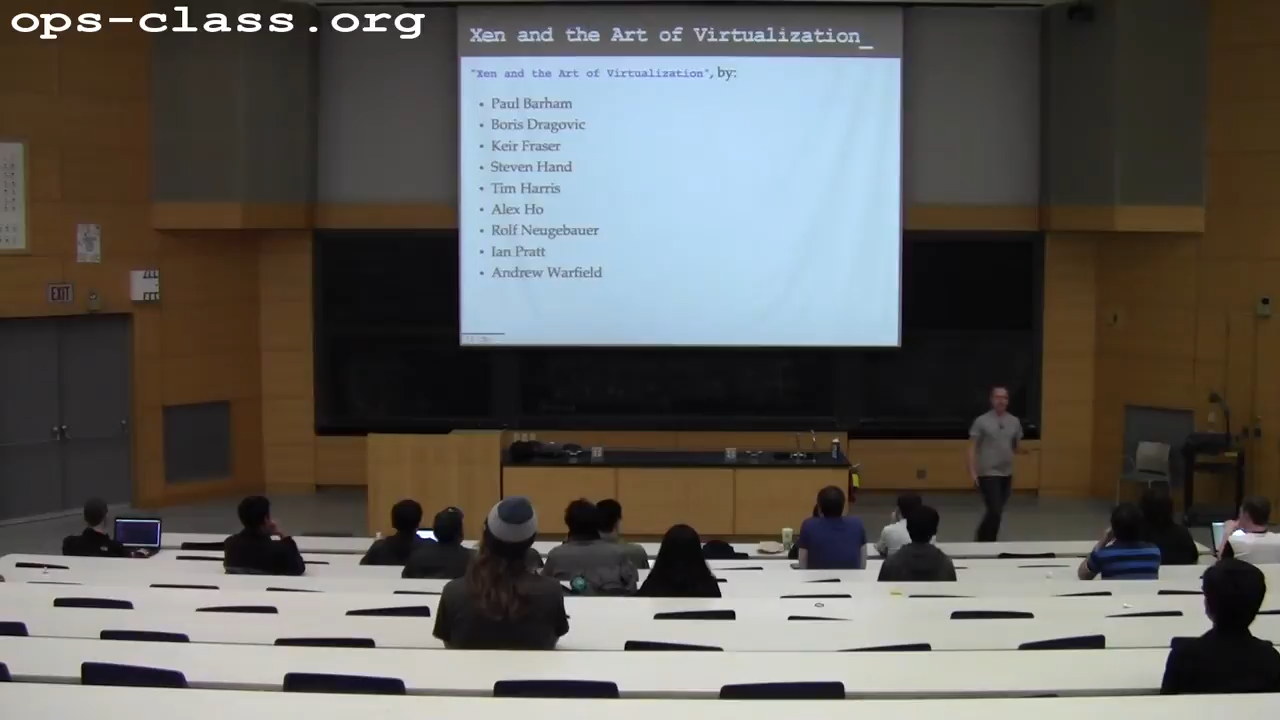 ops-class.org
Xen and the Art of Virtualization_
"Xen and the Art of Virtualization", by:
• Paul Barham
• Boris Dragovic
• Keir Fraser
• Steven Hand
• Tim Harris
• Alex Ho
• Rolf Neugebauer
• Ian Pratt
• Andrew Warfield
EXIT